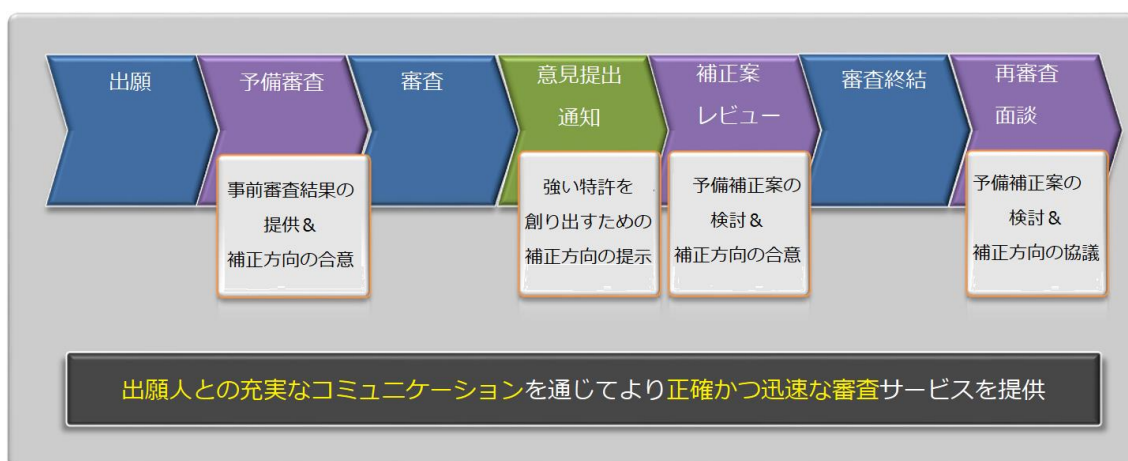 出願
予備審査
審査
意見提出
通知
補正案
レビュー
審査終結
再審査
面談
事前審査結果の
提供&
補正方向の合意
強い特許を
創り出すための
補正方向の提示
予備補正案の
検討&
補正方向の合意
予備補正案の
検討&
補正方向の協議
出願人との充実なコミュニケーションを通じてより正確かつ迅速な審査サービスを提供